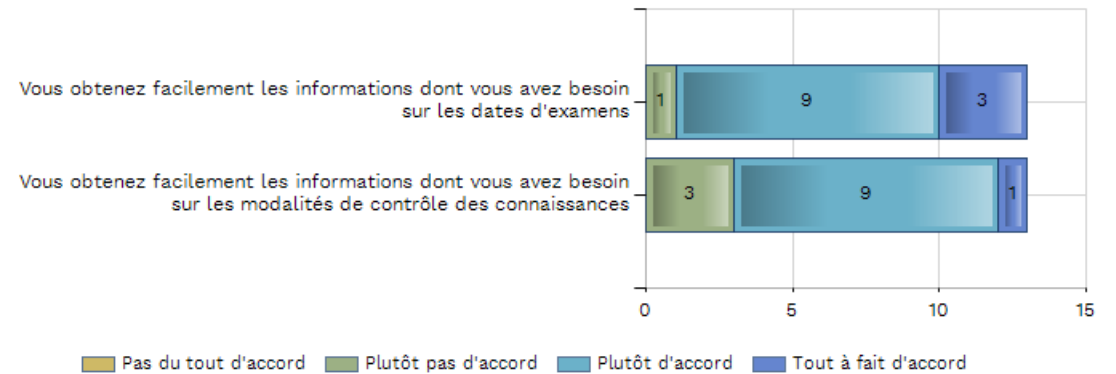 Vous obtenez facilement les informations dont vous avez besoin
sur les dates d'examens
1 9 3
Vous obtenez facilement les informations dont vous avez besoin
sur les modalités de contrôle des connaissances
3 9 1
0 5 10 15
Pas du tout d'accord Plutôt pas d'accord Plutôt d'accord Tout à fait d'accord